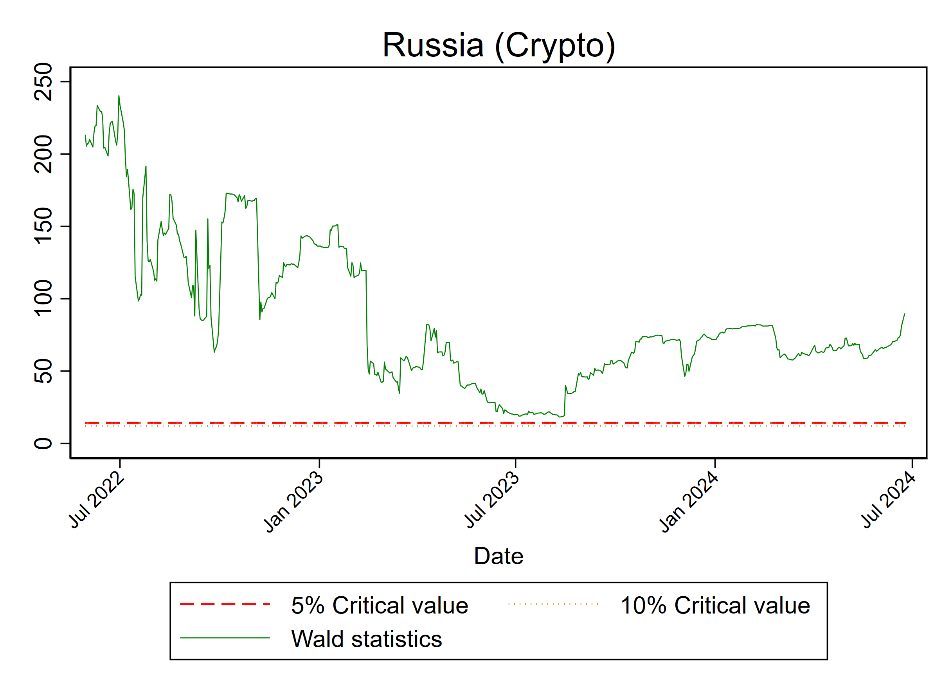 Russia (Crypto)
250
200
150
100
50
0
Jul 2022
Jan 2023
Jul 2023
Jan 2024
Jul 2024
Date
5% Critical value
10% Critical value
Wald statistics